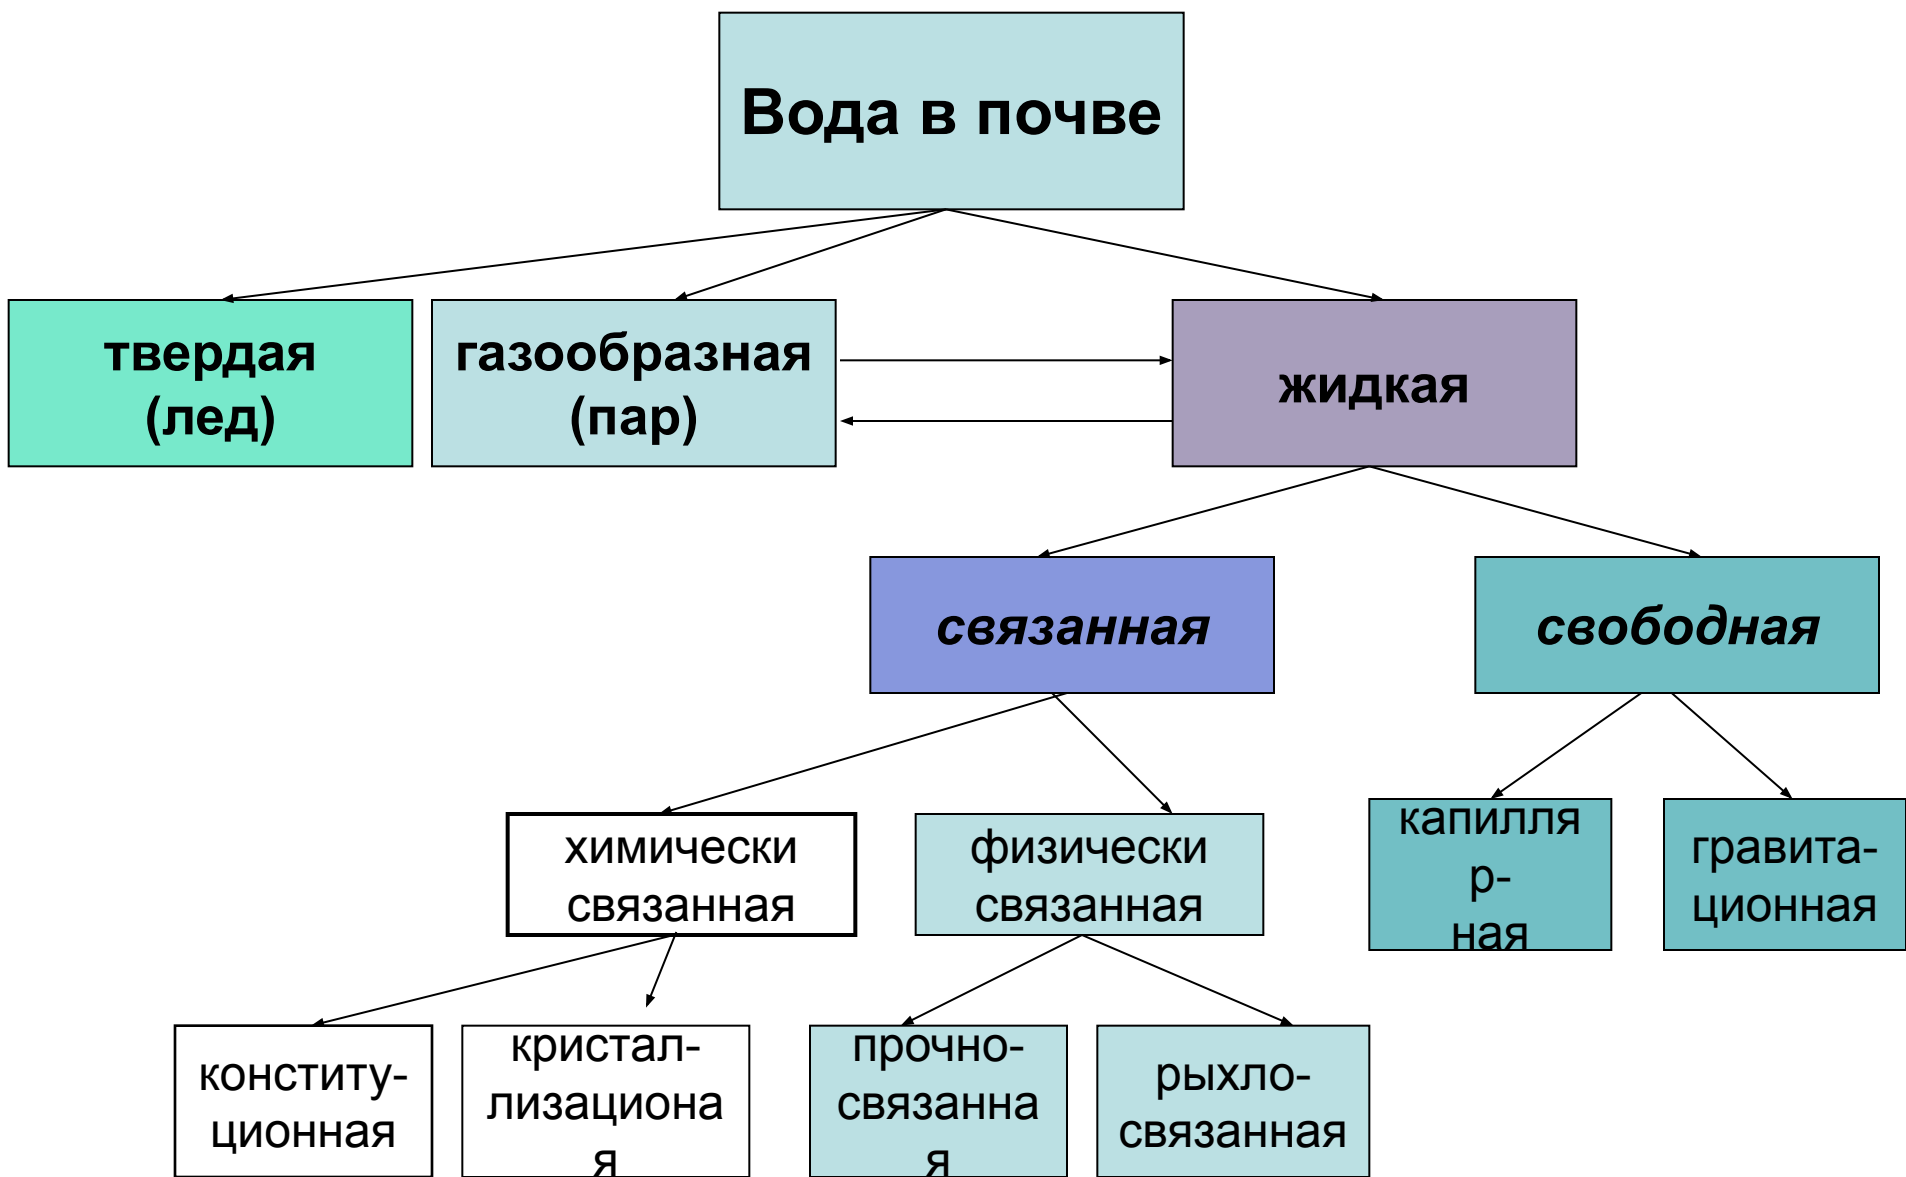 Вода в почве
твердая
(лед)
газообразная
(пар)
жидкая
связанная
свободная
химически
связанная
физически
связанная
капилля
р-
ная
гравита-
ционная
конститу-
ционная
кристал-
лизациона
я
прочно-
связанна
я
рыхло-
связанная